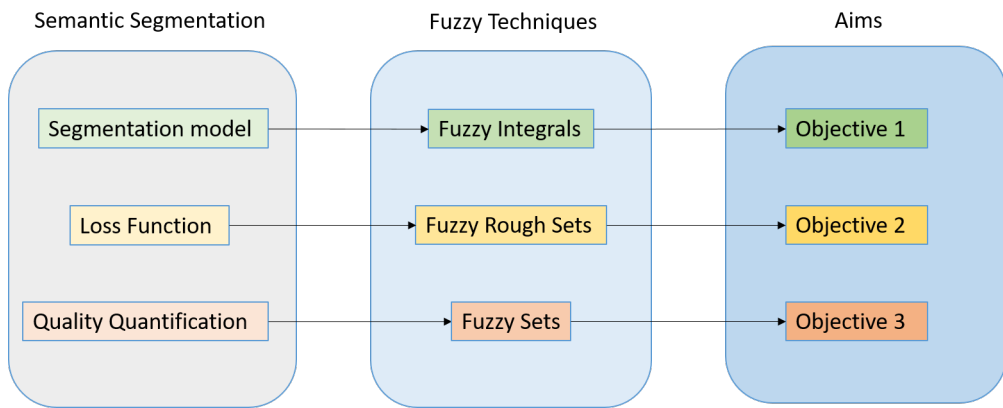 Semantic Segmentation
Fuzzy Techniques
Aims
Segmentation model
Fuzzy Integrals
Objective 1
Loss Function
Fuzzy Rough Sets
Objective 2
Quality Quantification
Fuzzy Sets
Objective 3